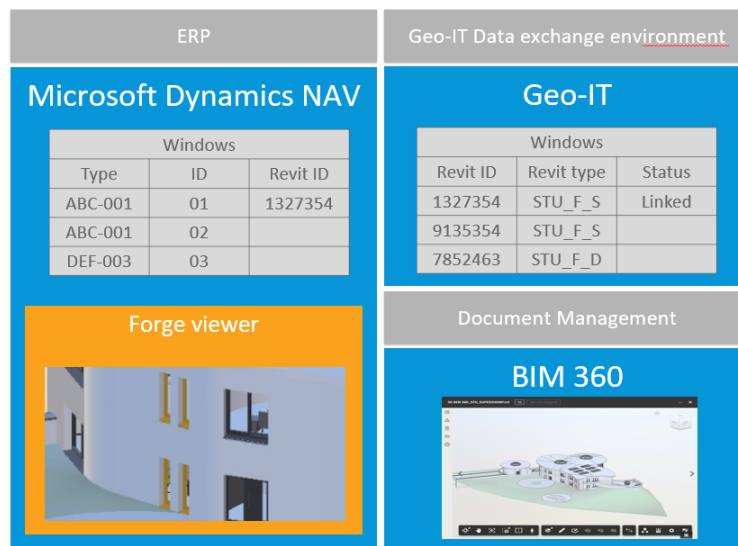 ERP
Microsoft Dynamics NAV
Windows
Type ID Revit ID
ABC-001 01 1327354
ABC-001 02
DEF-003 03
Forge viewer
Geo-IT Data exchange environment
Geo-IT
Windows
Revit ID Revit type Status
1327354 STU_F_S Linked
9135354 STU_F_S
7852463 STU_F_D
Document Management
BIM 360